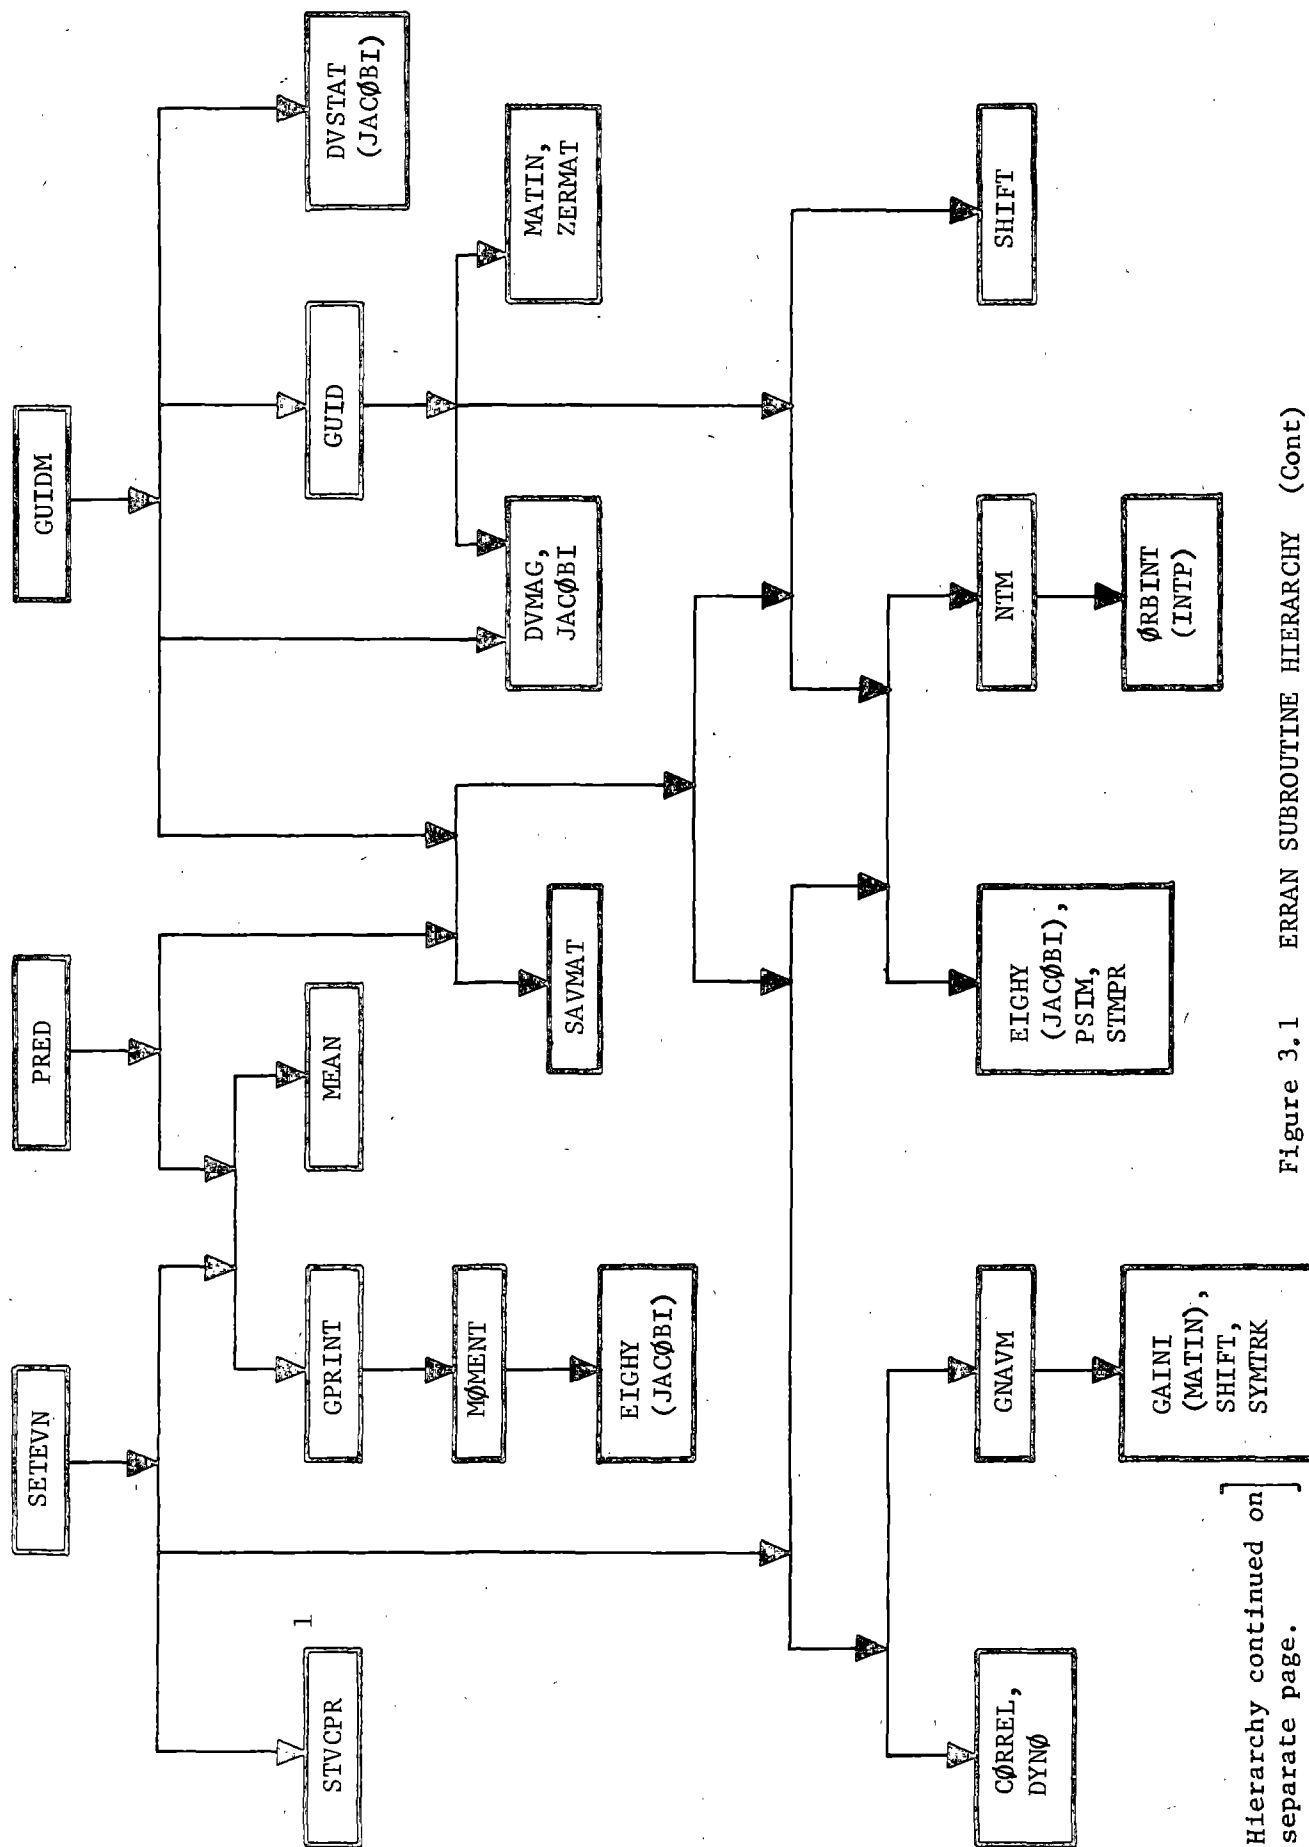 SETEVN
PRED
GUIDM
STVCPR
1
GPRINT
MEAN
GUID
DVSTAT
(JACØBI)
MØMENT
EIGHY
(JACØBI)
SAVMAT
DVMAG,
JACØBI
MATIN,
ZERMAT
CØRREL,
DYNØ
GNAVM
GAINI
(MATIN),
SHIFT,
SYMTRK
EIGHY
(JACØBI),
PSIM,
STMPR
NTM
ØRBINT
(INTP)
SHIFT
Hierarchy continued on
separate page.
Figure 3.1 ERRAN SUBROUTINE HIERARCHY (Cont)